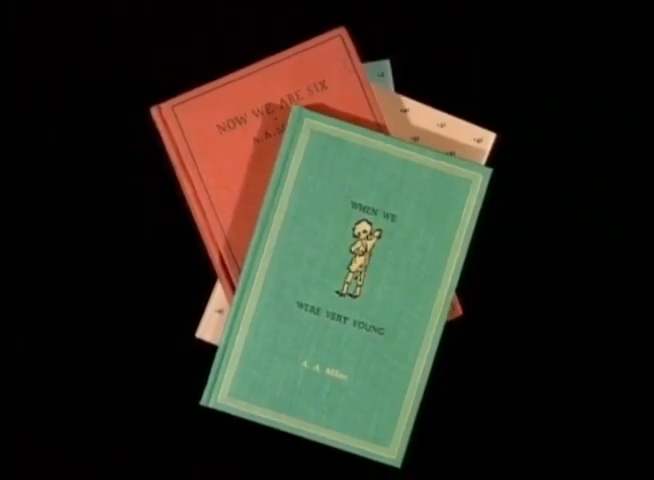 NOW WE ARE SIX
WHEN WE
WERE VERY YOUNG
A. A. Milne